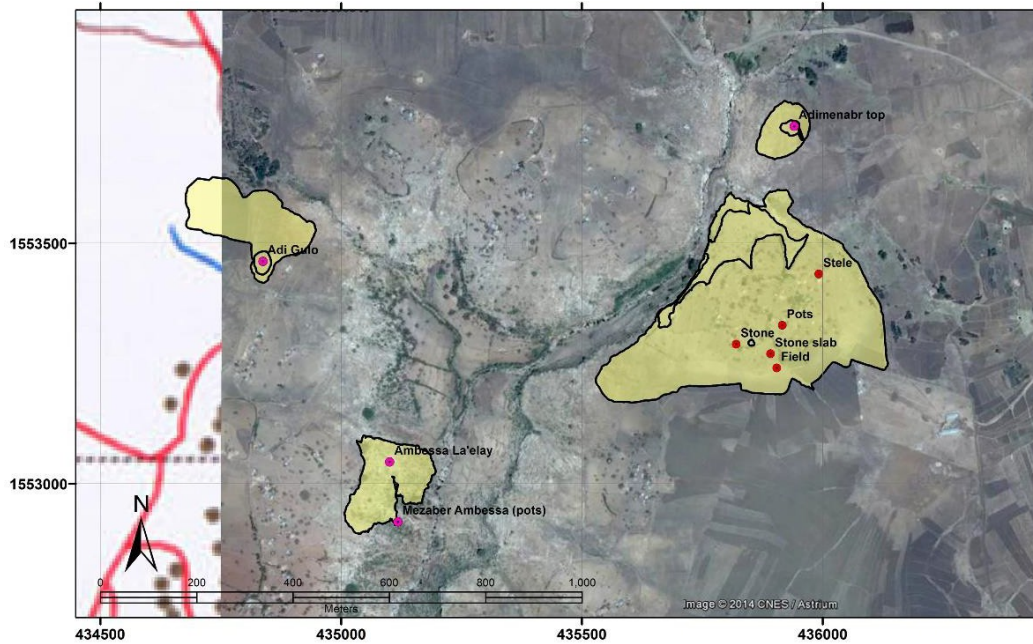 Adimenabr top
1553500
Adi Gulo
Stele
Pots
Stone
Stone slab
Field
Ambessa La'elay
1553000
Mezaber Ambessa (pots)
N
0 200 400 600 800 1,000
Meters
Image © 2014 CNES / Astrium
434500 435000 435500 436000